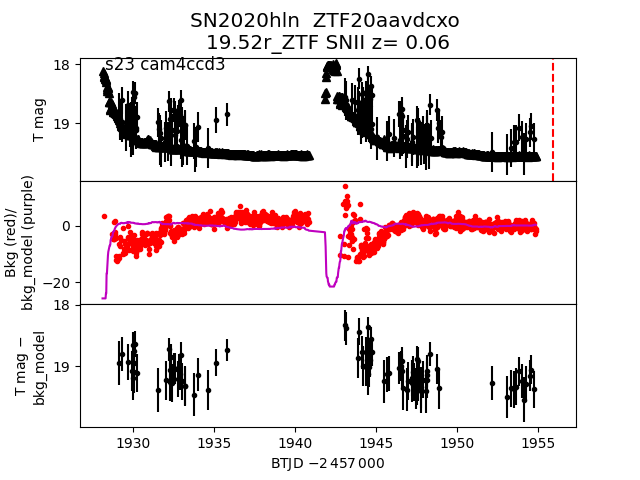 SN2020hln  ZTF20aavdcxo
19.52r_ZTF SNII z= 0.06
s23 cam4ccd3
18
19
T mag
0
−20
Bkg (red)/
bkg_model (purple)
18
19
T mag −
bkg_model
1930 1935 1940 1945 1950 1955
BTJD −2 457 000